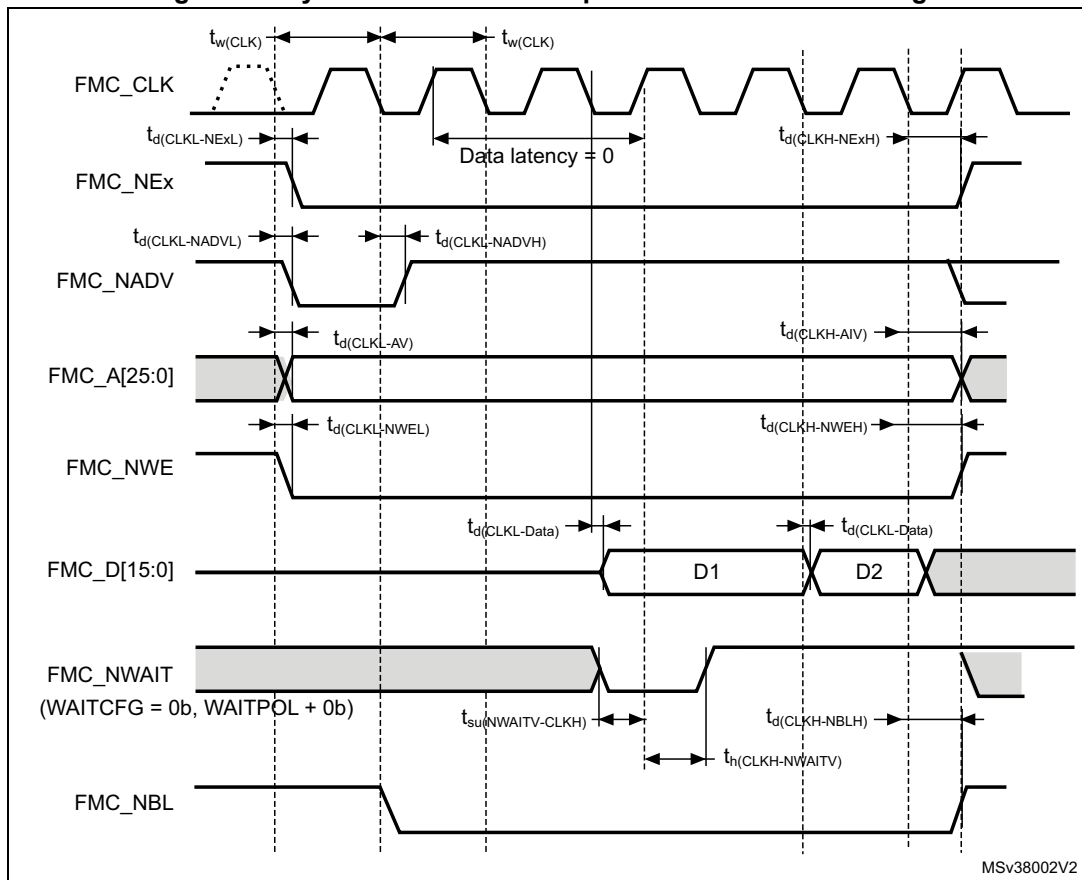 tw(CLK) tw(CLK)
FMC_CLK
td(CLKL-NExL) Data latency = 0 td(CLKH-NExH)
FMC_NEx
td(CLKL-NADVL) td(CLKL-NADVH)
FMC_NADV
td(CLKL-AV) td(CLKH-AIV)
FMC_A[25:0]
td(CLKL-NWEL) td(CLKH-NWEH)
FMC_NWE
td(CLKL-Data) td(CLKL-Data)
FMC_D[15:0] D1 D2
FMC_NWAIT
(WAITCFG = 0b, WAITPOL + 0b)
tsu(NWAITV-CLKH) td(CLKH-NBLH)
th(CLKH-NWAITV)
FMC_NBL
MSv38002V2